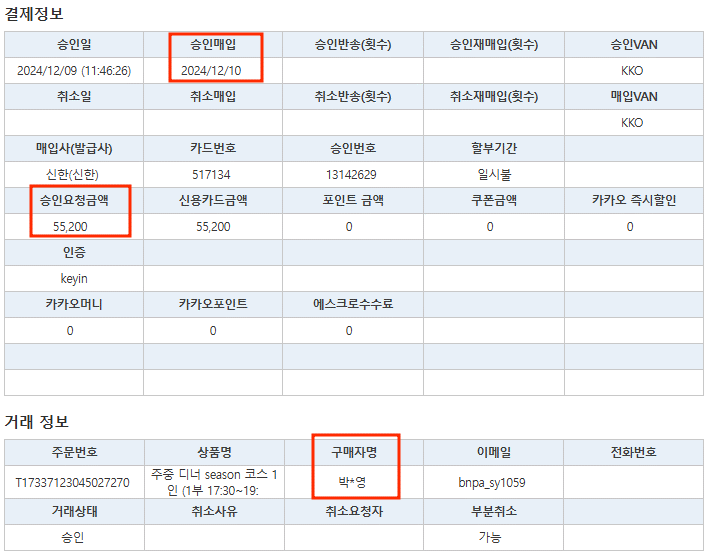 결제정보
승인일 승인매입 승인반송(횟수) 승인재매입(횟수) 승인VAN
2024/12/09 (11:46:26) 2024/12/10 KKO
취소일 취소매입 취소반송(횟수) 취소재매입(횟수) 매입VAN
KKO
매입사(발급사) 카드번호 승인번호 할부기간
신한(신한) 517134 13142629 일시불
승인요청금액 신용카드금액 포인트 금액 쿠폰금액 카카오 즉시할인
55,200 55,200 0 0 0
인증
keyin
카카오머니 카카오포인트 에스크로수수료
0 0 0
거래 정보
주문번호 상품명 구매자명 이메일 전화번호
T17337123045027270 주중 디너 season 코스 1 박*영 bnpa_sy1059
인 (1부 17:30~19:
거래상태 취소사유 취소요청자 부분취소
승인 가능